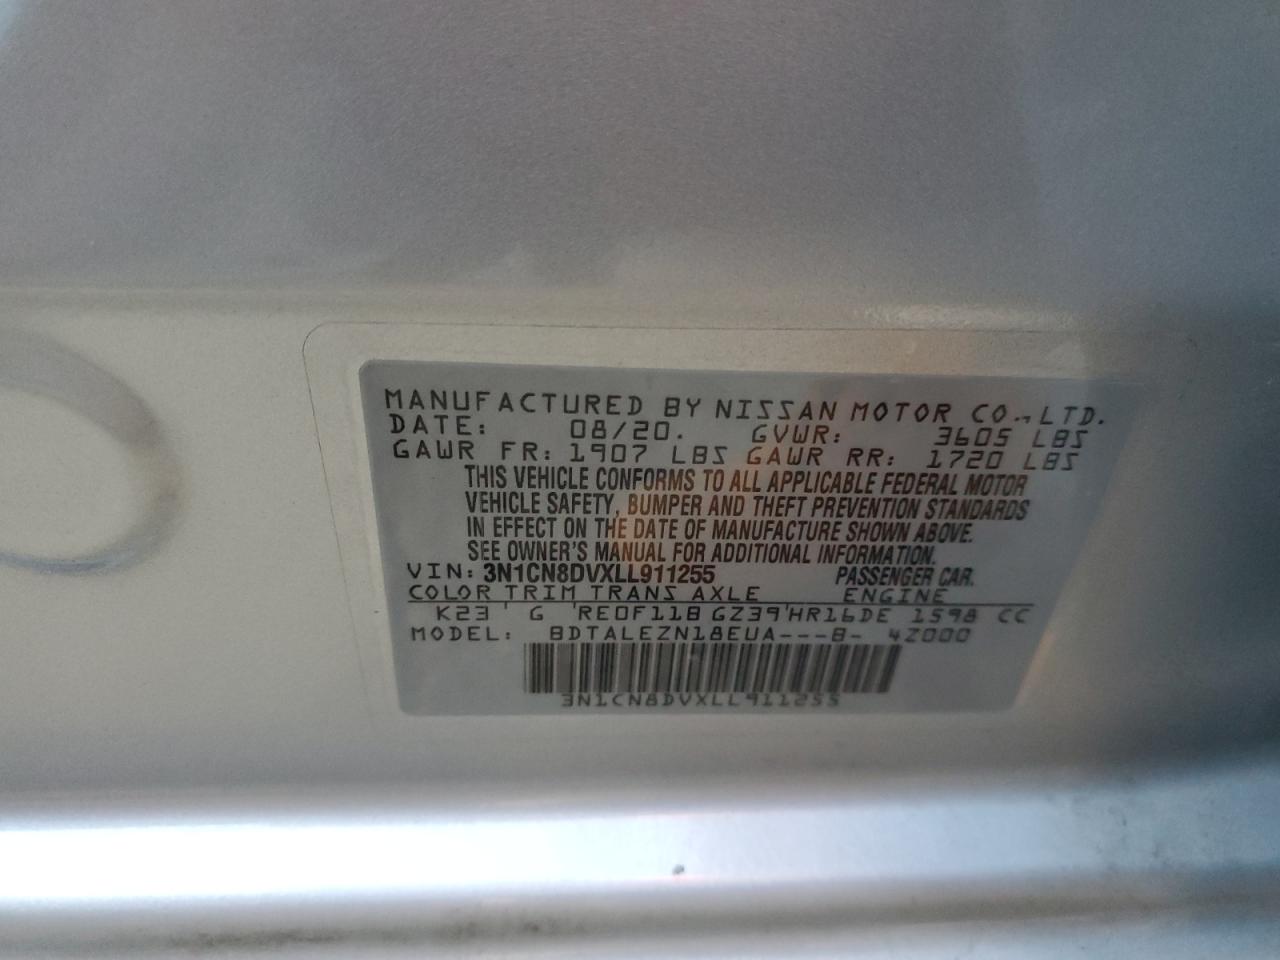 MANUFACTURED BY NISSAN MOTOR CO., LTD.
DATE: 08/20. GVWR: 3605 LBS
GAWR FR: 1907 LBS GAWR RR: 1720 LBS
THIS VEHICLE CONFORMS TO ALL APPLICABLE FEDERAL MOTOR
VEHICLE SAFETY, BUMPER AND THEFT PREVENTION STANDARDS
IN EFFECT ON THE DATE OF MANUFACTURE SHOWN ABOVE.
SEE OWNER'S MANUAL FOR ADDITIONAL INFORMATION.
VIN: 3N1CN8DVXLL911255 PASSENGER CAR.
COLOR TRIM TRANS AXLE ENGINE
K23 ' G 'RE0F11B GZ39'HR16DE 1598 CC
MODEL: BDTALEZN18EUA---B- 4Z000
3N1CN8DVXLL911255